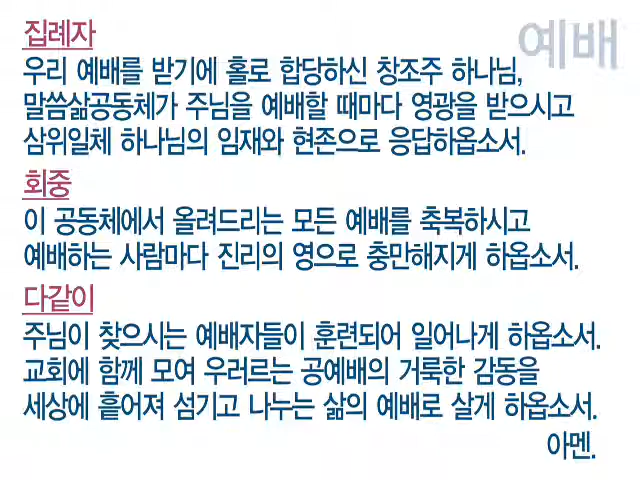 예배
집례자
우리 예배를 받기에 홀로 합당하신 창조주 하나님,
말씀삶공동체가 주님을 예배할 때마다 영광을 받으시고
삼위일체 하나님의 임재와 현존으로 응답하옵소서.
회중
이 공동체에서 올려드리는 모든 예배를 축복하시고
예배하는 사람마다 진리의 영으로 충만해지게 하옵소서.
다같이
주님이 찾으시는 예배자들이 훈련되어 일어나게 하옵소서.
교회에 함께 모여 우러르는 공예배의 거룩한 감동을
세상에 흩어져 섬기고 나누는 삶의 예배로 살게 하옵소서.
아멘.